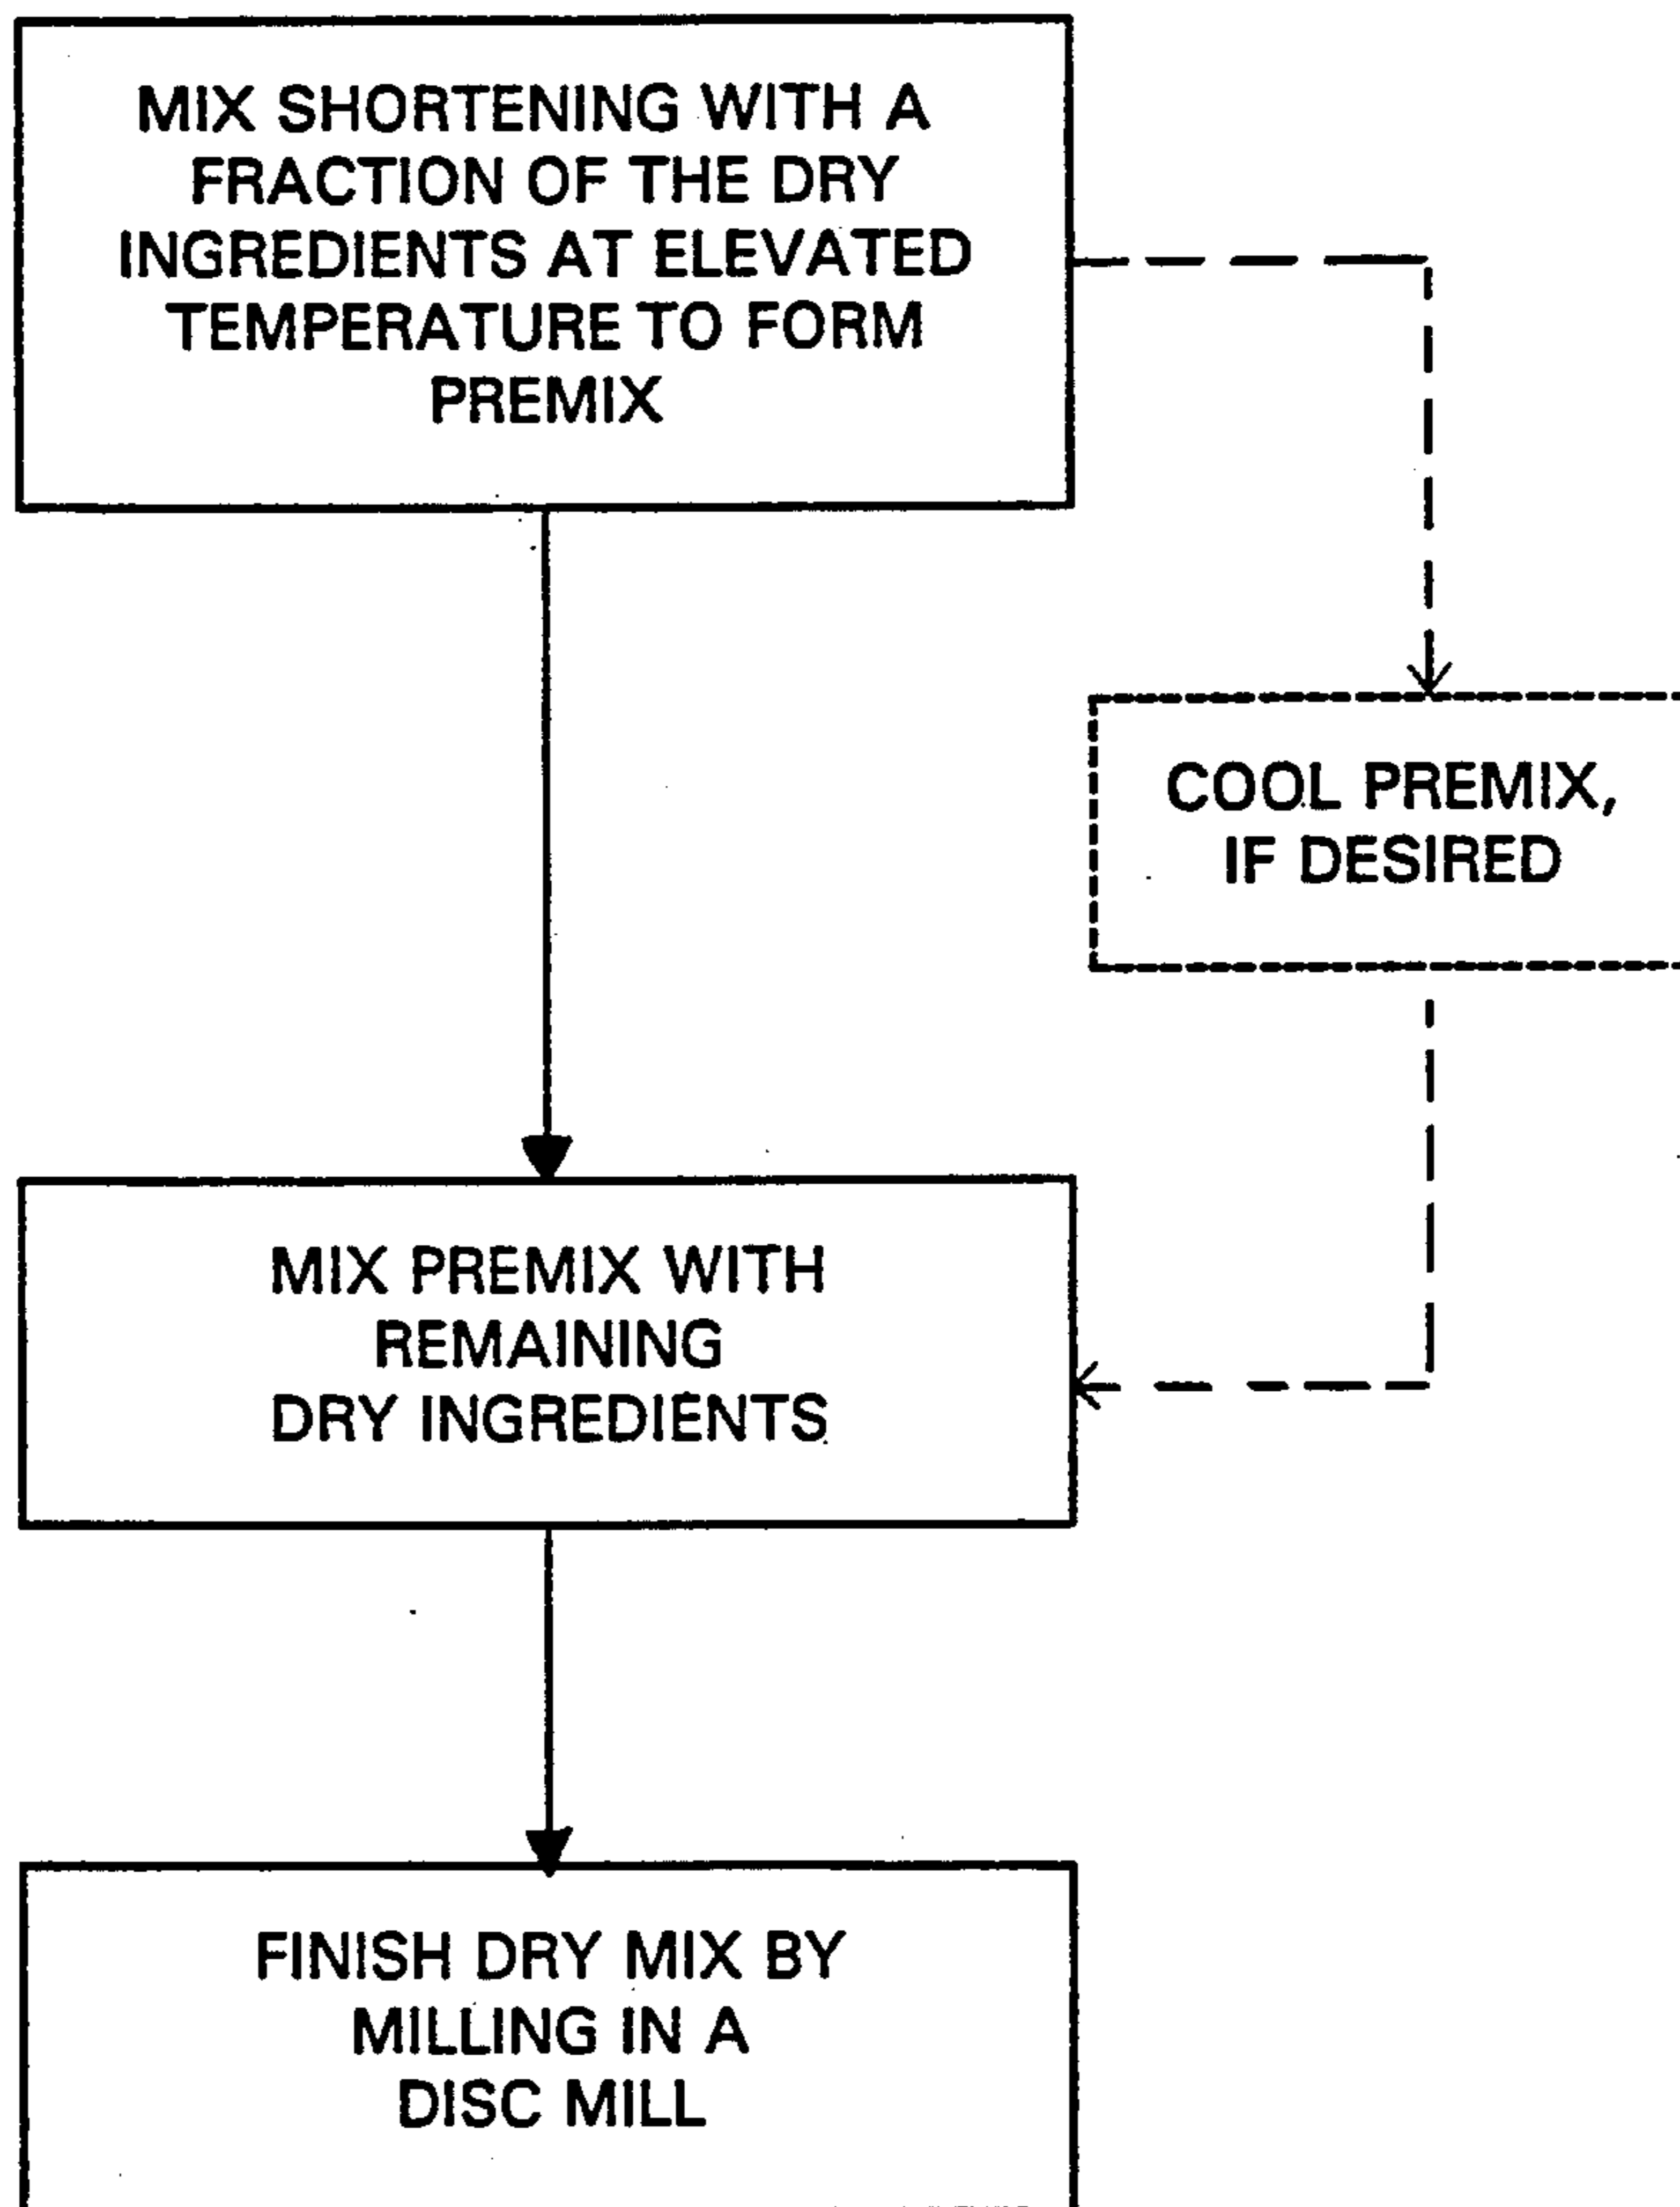 MIX SHORTENING WITH A
FRACTION OF THE DRY
INGREDIENTS AT ELEVATED
TEMPERATURE TO FORM
PREMIX
COOL PREMIX,
IF DESIRED
MIX PREMIX WITH
REMAINING
DRY INGREDIENTS
FINISH DRY MIX BY
MILLING IN A
DISC MILL